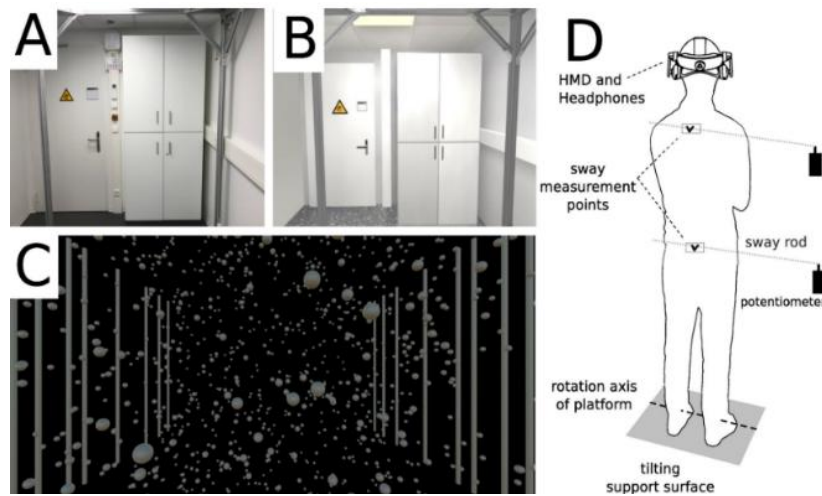 A
B
C
D
HMD and
Headphones
sway
measurement
points
sway rod
potentiometer
rotation axis
of platform
tilting
support surface